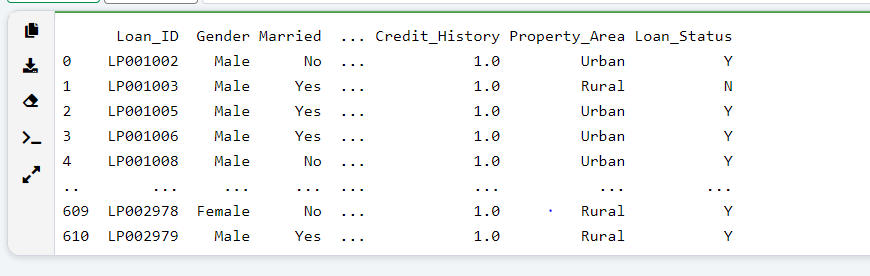 Loan_ID Gender Married ... Credit_History Property_Area Loan_Status
0 LP001002 Male No ... 1.0 Urban Y
1 LP001003 Male Yes ... 1.0 Rural N
2 LP001005 Male Yes ... 1.0 Urban Y
3 LP001006 Male Yes ... 1.0 Urban Y
4 LP001008 Male No ... 1.0 Urban Y
.. ... ... ... ... ... ... ...
609 LP002978 Female No ... 1.0 Rural Y
610 LP002979 Male Yes ... 1.0 Rural Y